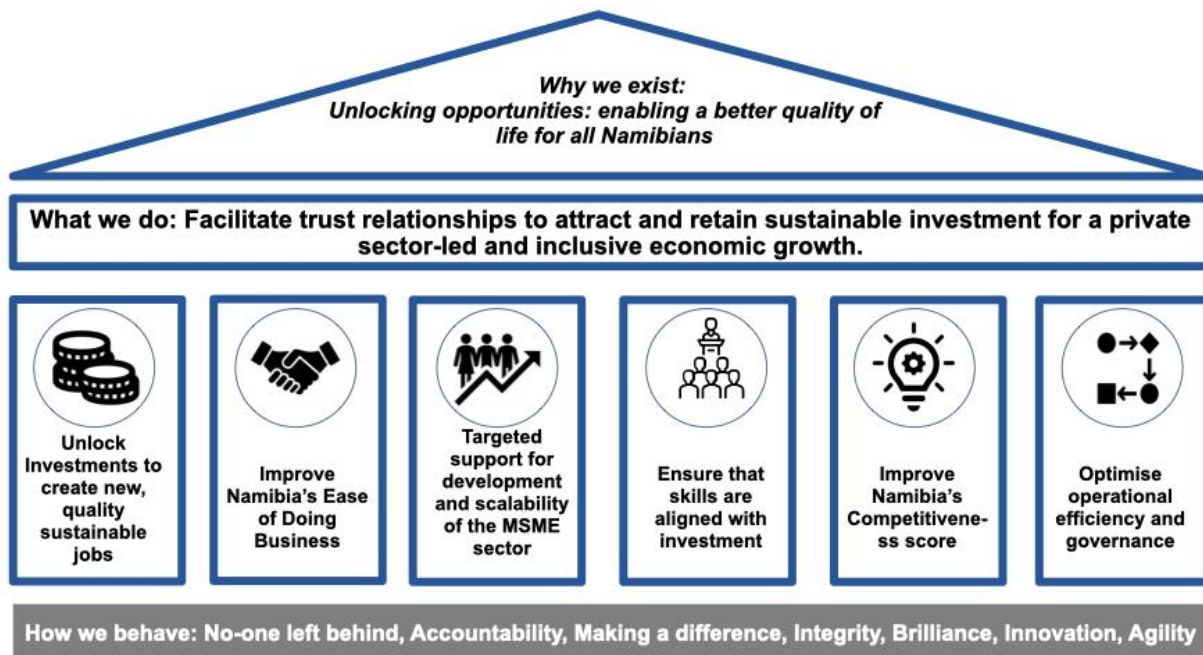 Why we exist:
Unlocking opportunities: enabling a better quality of
life for all Namibians
What we do: Facilitate trust relationships to attract and retain sustainable investment for a private
sector-led and inclusive economic growth.
Unlock
Investments to
create new,
quality
sustainable
jobs
Improve
Namibia's Ease
of Doing
Business
Targeted
support for
development
and scalability
of the MSME
sector
Ensure that
skills are
aligned with
investment
Improve
Namibia's
Competitivene-
ss score
Optimise
operational
efficiency and
governance
How we behave: No-one left behind, Accountability, Making a difference, Integrity, Brilliance, Innovation, Agility